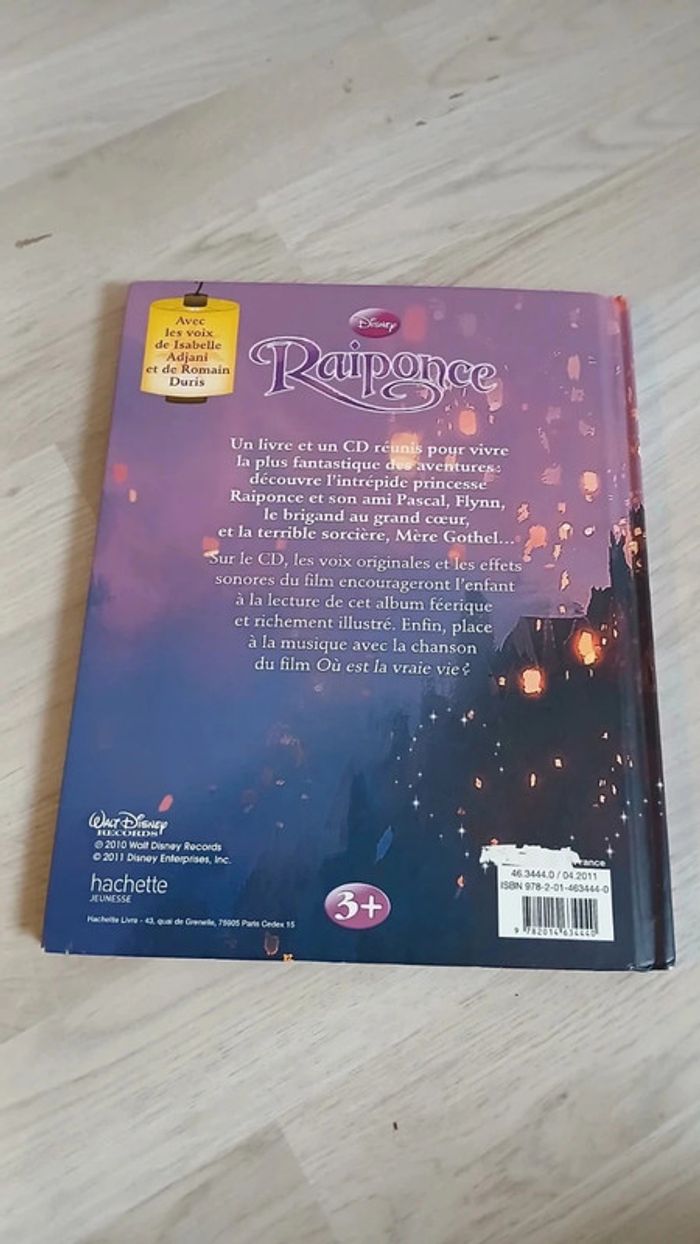 Avec
les voix
de Isabelle
Adjani
et de Romain
Duris
Disney
Raiponce
Un livre et un CD réunis pour vivre
la plus fantastique des aventures :
découvre l'intrépide princesse
Raiponce et son ami Pascal, Flynn,
le brigand au grand cœur,
et la terrible sorcière, Mère Gothel...
Sur le CD, les voix originales et les effets
sonores du film encourageront l'enfant
à la lecture de cet album féerique
et richement illustré. Enfin, place
à la musique avec la chanson
du film Où est la vraie vie ?
Walt Disney
RECORDS
℗ 2010 Walt Disney Records
© 2011 Disney Enterprises, Inc.
hachette
JEUNESSE
Hachette Livre - 43, quai de Grenelle, 75905 Paris Cedex 15
3+
France
46.3444.0 / 04.2011
ISBN 978-2-01-463444-0
9 782014 634440